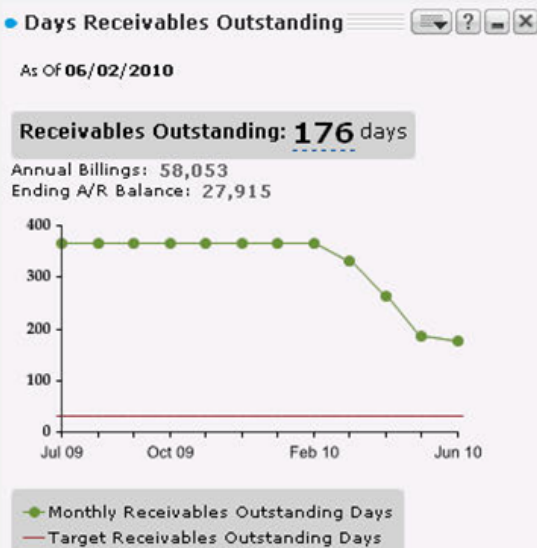 Days Receivables Outstanding
As Of 06/02/2010
Receivables Outstanding: 176 days
Annual Billings: 58,053
Ending A/R Balance: 27,915
400
300
200
100
0
Jul 09 Oct 09 Feb 10 Jun 10
Monthly Receivables Outstanding Days
Target Receivables Outstanding Days